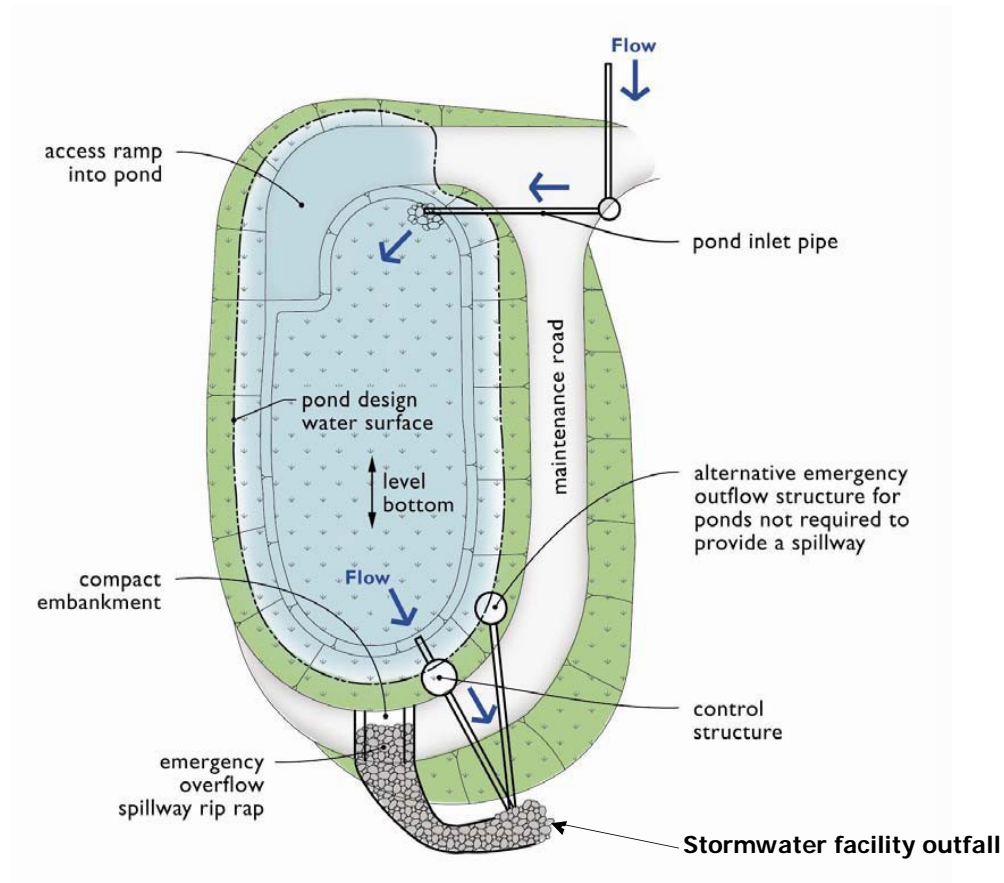 Flow
access ramp
into pond
pond inlet pipe
maintenance road
pond design
water surface
level
bottom
alternative emergency
outflow structure for
ponds not required to
provide a spillway
compact
embankment
Flow
control
structure
emergency
overflow
spillway rip rap
Stormwater facility outfall